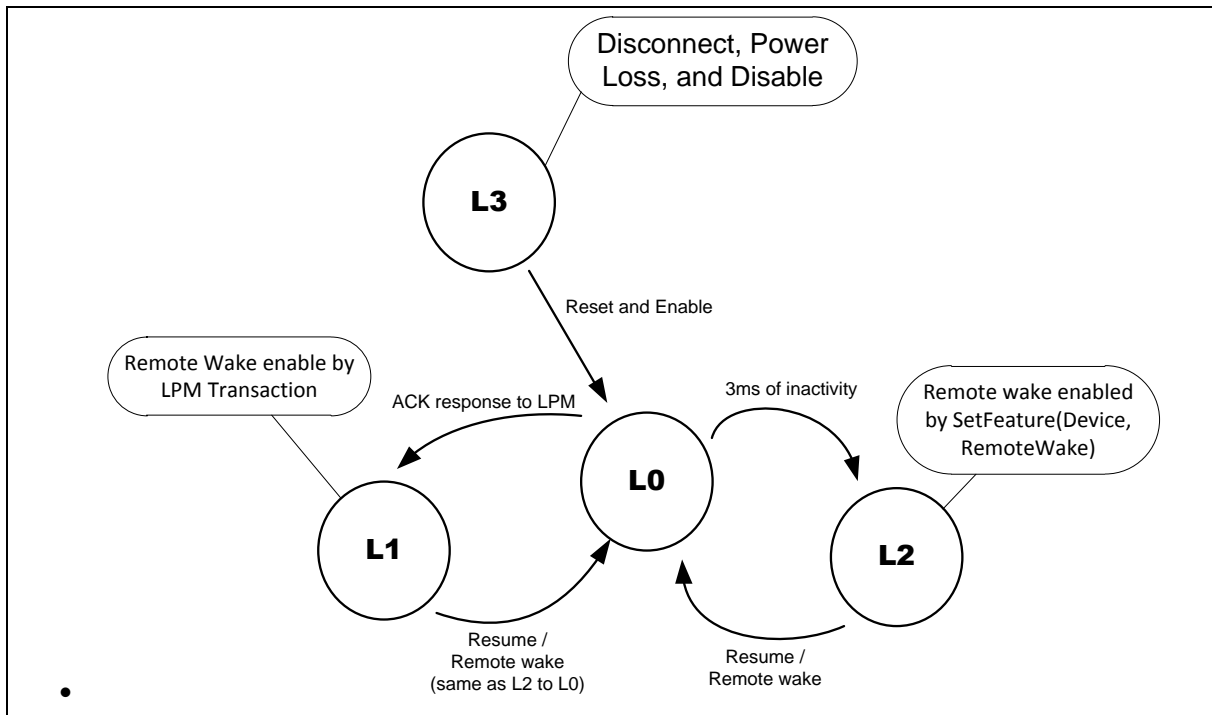 Disconnect, Power
Loss, and Disable
L3
Reset and Enable
Remote Wake enable by
LPM Transaction
ACK response to LPM
3ms of inactivity
Remote wake enabled
by SetFeature(Device,
RemoteWake)
L0
L1
L2
Resume /
Remote wake
(same as L2 to L0)
Resume /
Remote wake